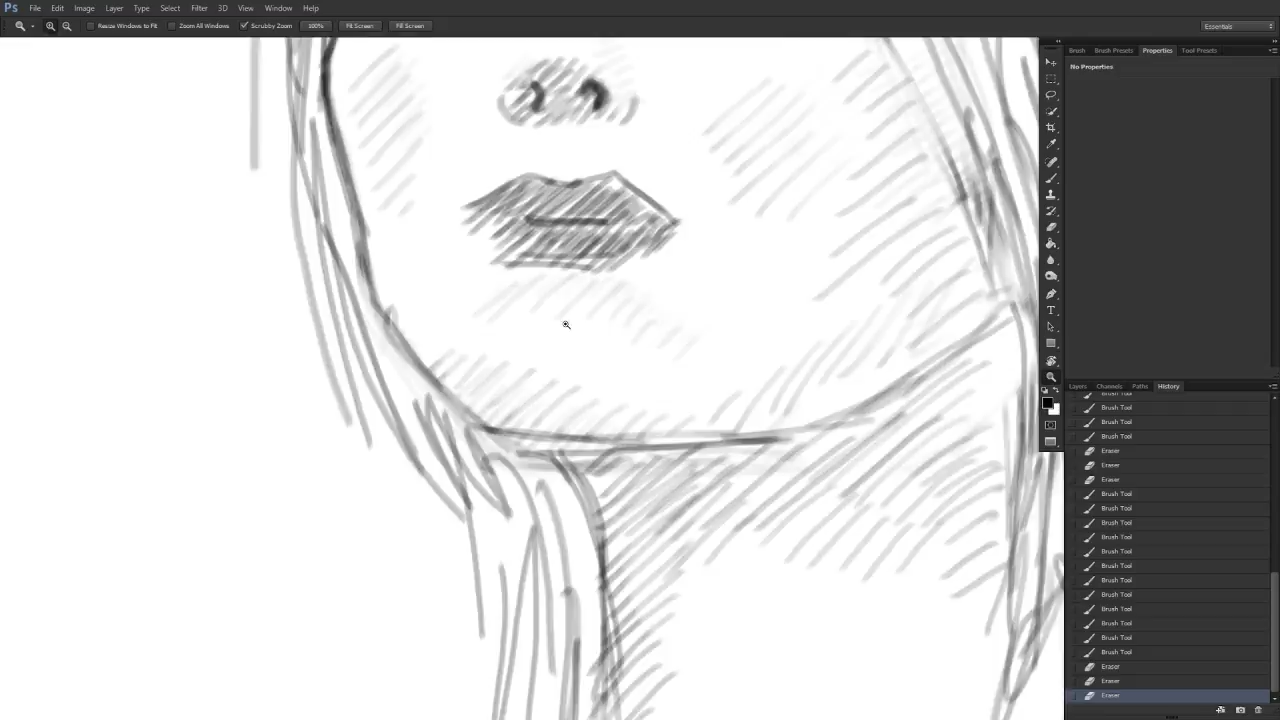 Ps File Edit Image Layer Type Select Filter 3D View Window Help
Resize Windows to Fit Zoom All Windows Scrubby Zoom 100% Fit Screen Fill Screen Essentials
Brush Brush Presets Properties Tool Presets
No Properties
Layers Channels Paths History
Brush Tool
Brush Tool
Brush Tool
Brush Tool
Eraser
Eraser
Eraser
Brush Tool
Brush Tool
Brush Tool
Brush Tool
Brush Tool
Brush Tool
Brush Tool
Brush Tool
Brush Tool
Brush Tool
Brush Tool
Brush Tool
Eraser
Eraser
Eraser